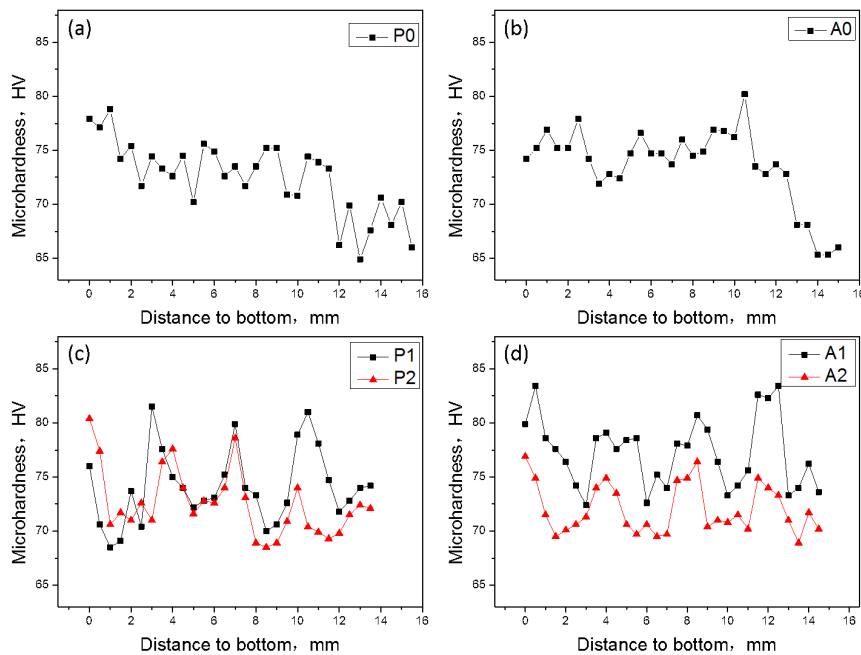 (a)
P0
85
80
75
70
65
Microhardness，HV
0 2 4 6 8 10 12 14 16
Distance to bottom，mm
(b)
A0
85
80
75
70
65
Microhardness，HV
0 2 4 6 8 10 12 14 16
Distance to bottom，mm
(c)
P1
P2
85
80
75
70
65
Microhardness，HV
0 2 4 6 8 10 12 14 16
Distance to bottom，mm
(d)
A1
A2
85
80
75
70
65
Microhardness，HV
0 2 4 6 8 10 12 14 16
Distance to bottom，mm